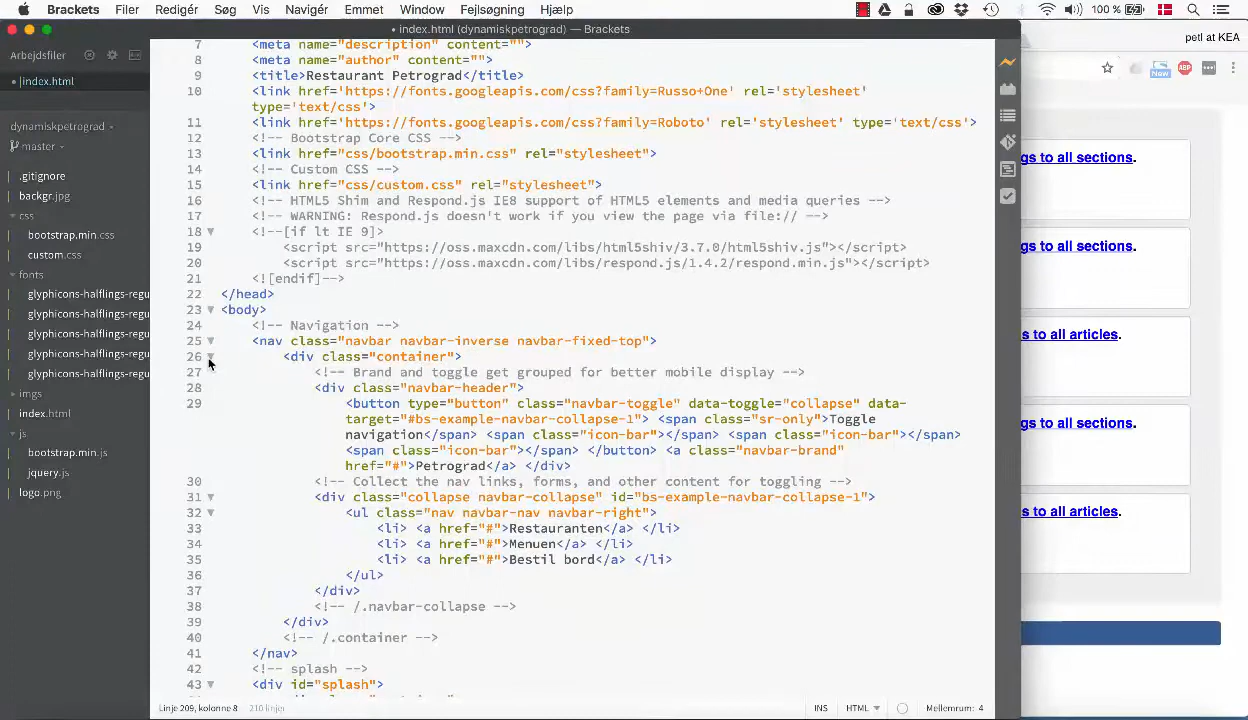 Brackets Filer Redigér Søg Vis Navigér Emmet Window Fejlsøgning Hjælp 100 %
• index.html (dynamiskpetrograd) — Brackets
petl at KEA
Arbejdsfiler
• index.html
dynamiskpetrograd
master
.gitignore
backgr.jpg
css
bootstrap.min.css
custom.css
fonts
glyphicons-halflings-regu
glyphicons-halflings-regu
glyphicons-halflings-regu
glyphicons-halflings-regu
glyphicons-halflings-regu
imgs
index.html
js
bootstrap.min.js
jquery.js
logo.png
7 <meta name="description" content="">
8 <meta name="author" content="">
9 <title>Restaurant Petrograd</title>
10 <link href='https://fonts.googleapis.com/css?family=Russo+One' rel='stylesheet'
type='text/css'>
11 <link href='https://fonts.googleapis.com/css?family=Roboto' rel='stylesheet' type='text/css'>
12 <!-- Bootstrap Core CSS -->
13 <link href="css/bootstrap.min.css" rel="stylesheet">
14 <!-- Custom CSS -->
15 <link href="css/custom.css" rel="stylesheet">
16 <!-- HTML5 Shim and Respond.js IE8 support of HTML5 elements and media queries -->
17 <!-- WARNING: Respond.js doesn't work if you view the page via file:// -->
18 <!--[if lt IE 9]>
19 <script src="https://oss.maxcdn.com/libs/html5shiv/3.7.0/html5shiv.js"></script>
20 <script src="https://oss.maxcdn.com/libs/respond.js/1.4.2/respond.min.js"></script>
21 <![endif]-->
22 </head>
23 <body>
24 <!-- Navigation -->
25 <nav class="navbar navbar-inverse navbar-fixed-top">
26 <div class="container">
27 <!-- Brand and toggle get grouped for better mobile display -->
28 <div class="navbar-header">
29 <button type="button" class="navbar-toggle" data-toggle="collapse" data-
target="#bs-example-navbar-collapse-1"> <span class="sr-only">Toggle
navigation</span> <span class="icon-bar"></span> <span class="icon-bar"></span>
<span class="icon-bar"></span> </button> <a class="navbar-brand"
href="#">Petrograd</a> </div>
30 <!-- Collect the nav links, forms, and other content for toggling -->
31 <div class="collapse navbar-collapse" id="bs-example-navbar-collapse-1">
32 <ul class="nav navbar-nav navbar-right">
33 <li> <a href="#">Restauranten</a> </li>
34 <li> <a href="#">Menuen</a> </li>
35 <li> <a href="#">Bestil bord</a> </li>
36 </ul>
37 </div>
38 <!-- /.navbar-collapse -->
39 </div>
40 <!-- /.container -->
41 </nav>
42 <!-- splash -->
43 <div id="splash">
New
ABP
gs to all sections.
gs to all sections.
s to all articles.
gs to all sections.
s to all articles.
Linje 209, kolonne 8 210 linjer INS HTML Mellemrum: 4